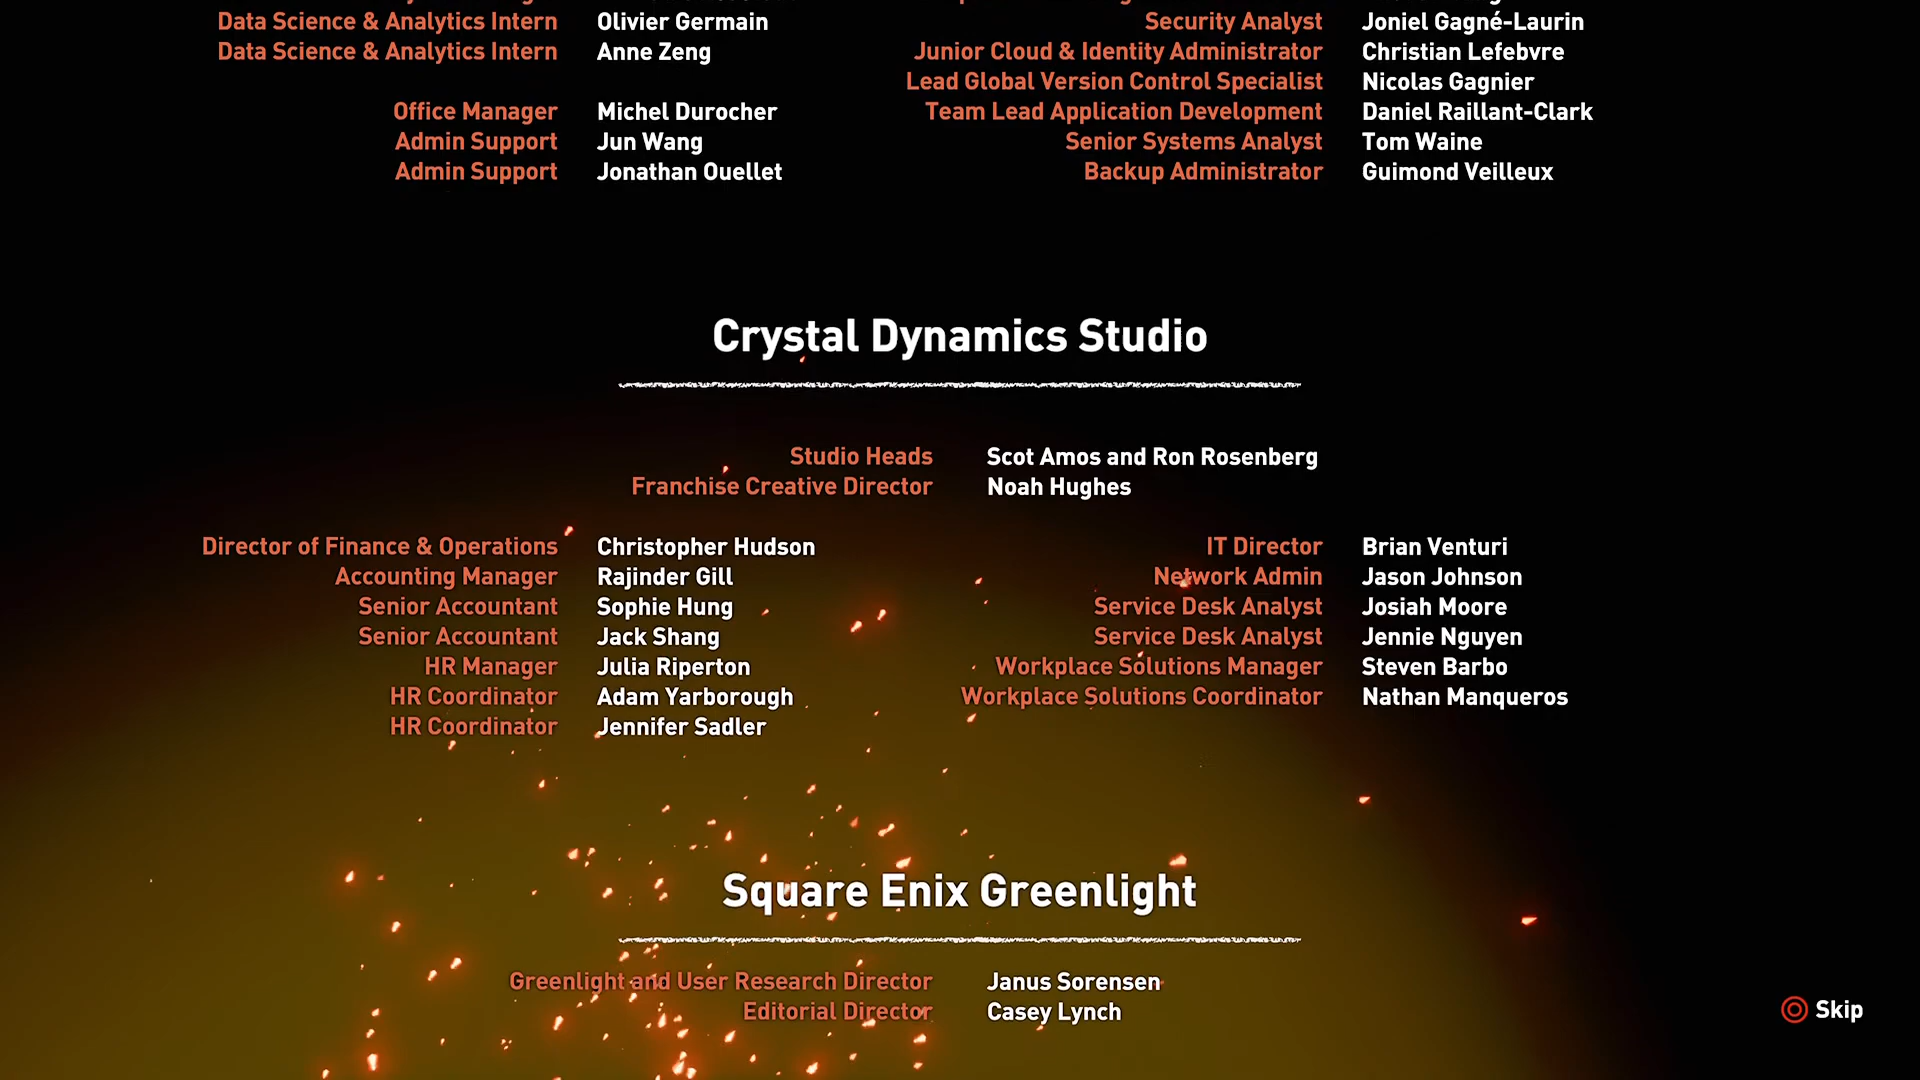 Data Science & Analytics Intern Olivier Germain
Data Science & Analytics Intern Anne Zeng
Office Manager Michel Durocher
Admin Support Jun Wang
Admin Support Jonathan Ouellet
Security Analyst Joniel Gagné-Laurin
Junior Cloud & Identity Administrator Christian Lefebvre
Lead Global Version Control Specialist Nicolas Gagnier
Team Lead Application Development Daniel Raillant-Clark
Senior Systems Analyst Tom Waine
Backup Administrator Guimond Veilleux
Crystal Dynamics Studio
Studio Heads Scot Amos and Ron Rosenberg
Franchise Creative Director Noah Hughes
Director of Finance & Operations Christopher Hudson
Accounting Manager Rajinder Gill
Senior Accountant Sophie Hung
Senior Accountant Jack Shang
HR Manager Julia Riperton
HR Coordinator Adam Yarborough
HR Coordinator Jennifer Sadler
IT Director Brian Venturi
Network Admin Jason Johnson
Service Desk Analyst Josiah Moore
Service Desk Analyst Jennie Nguyen
Workplace Solutions Manager Steven Barbo
Workplace Solutions Coordinator Nathan Manqueros
Square Enix Greenlight
Greenlight and User Research Director Janus Sorensen
Editorial Director Casey Lynch
Skip